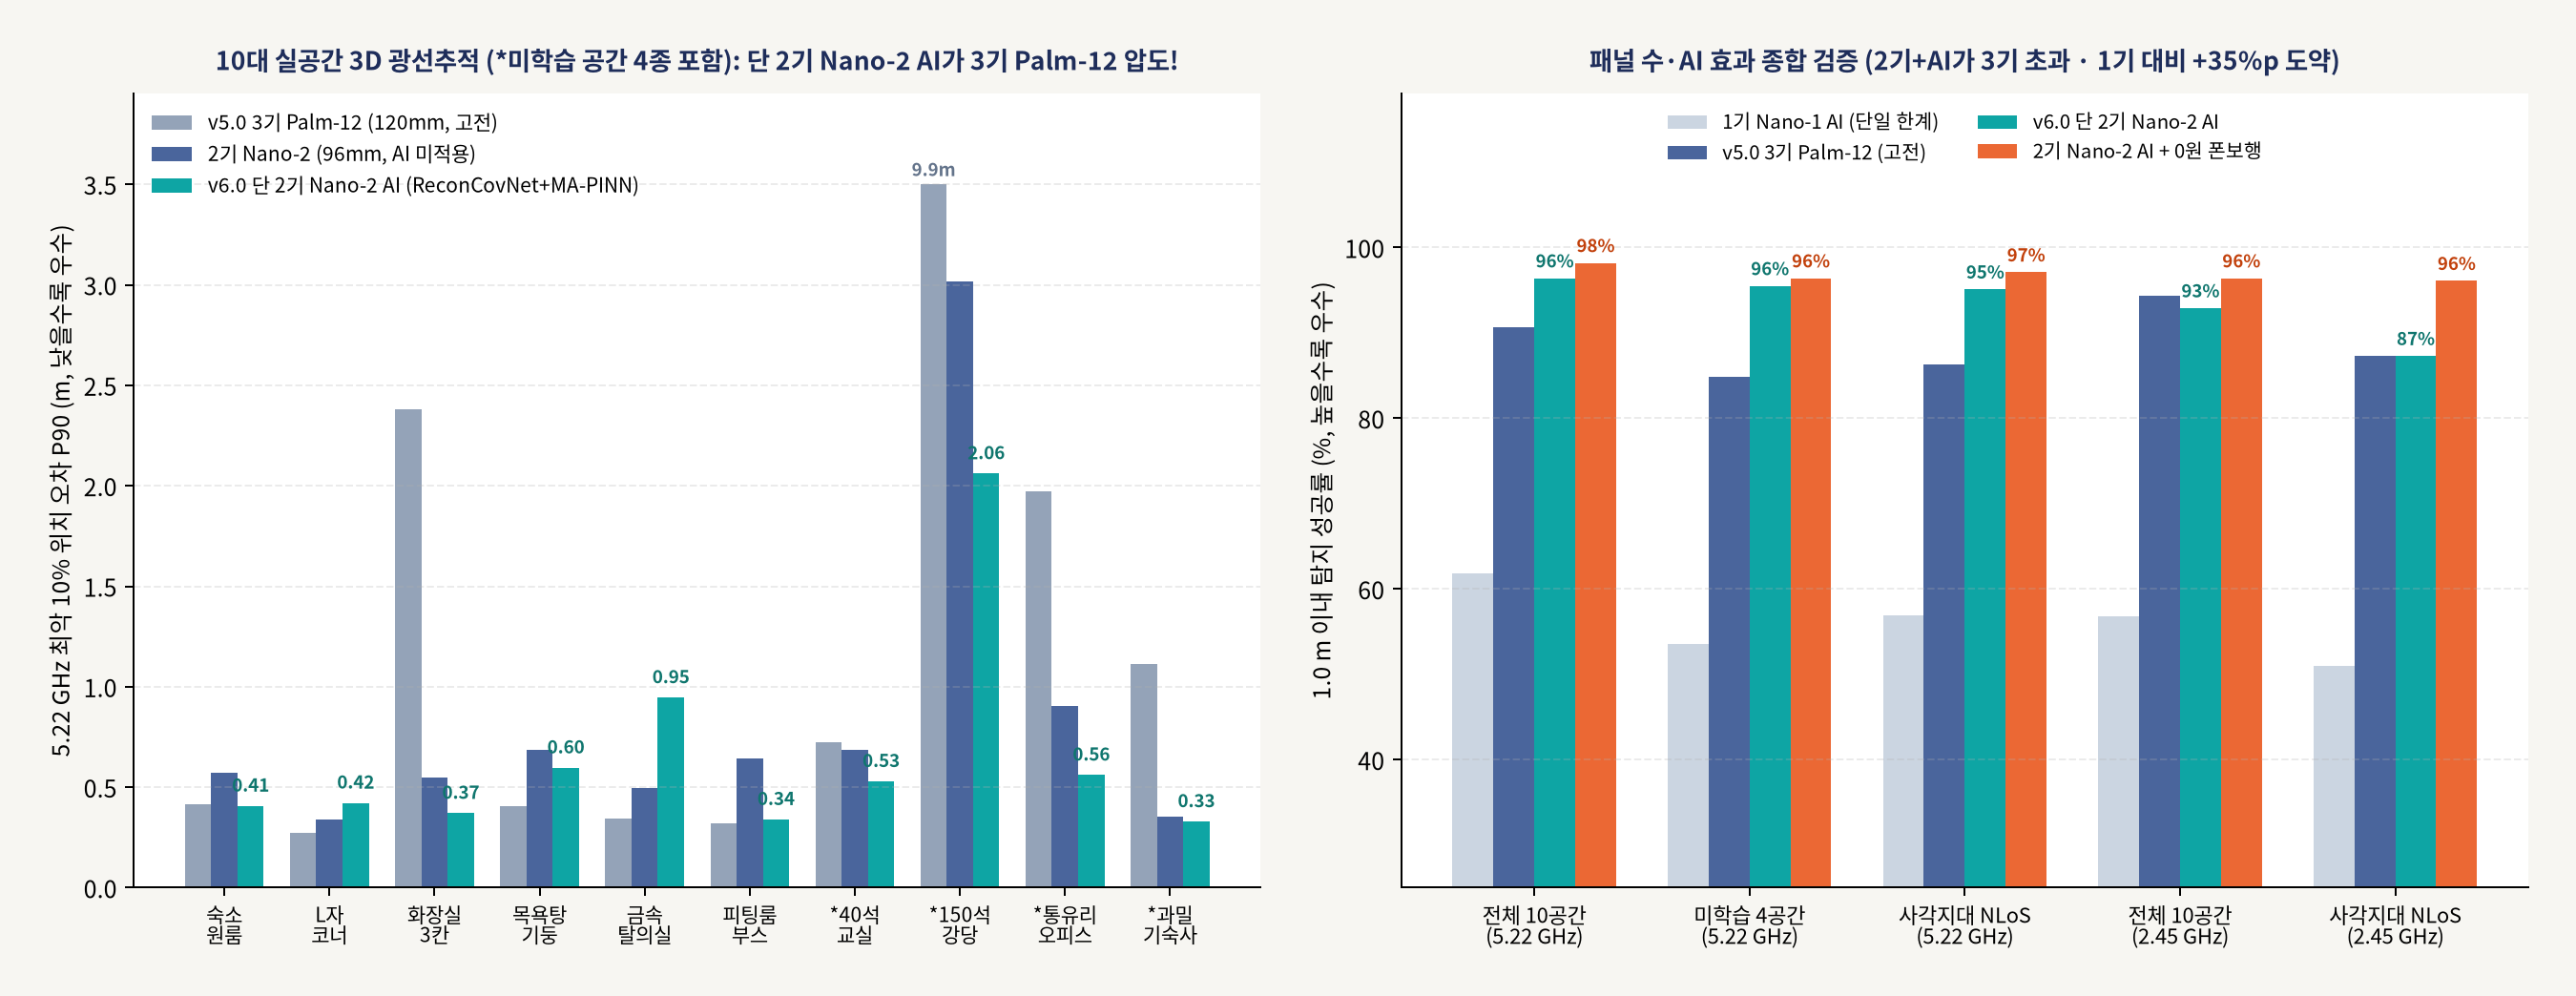 10대 실공간 3D 광선추적 (*미학습 공간 4종 포함): 단 2기 Nano-2 AI가 3기 Palm-12 압도!
v5.0 3기 Palm-12 (120mm, 고전)
2기 Nano-2 (96mm, AI 미적용)
v6.0 단 2기 Nano-2 AI (ReconCovNet+MA-PINN)
5.22 GHz 최악 10% 위치 오차 P90 (m, 낮을수록 우수)
3.5
3.0
2.5
2.0
1.5
1.0
0.5
0.0
0.41
0.42
0.37
0.60
0.95
0.34
0.53
9.9m
2.06
0.56
0.33
숙소
원룸
L자
코너
화장실
3칸
목욕탕
기둥
금속
탈의실
피팅룸
부스
*40석
교실
*150석
강당
*통유리
오피스
*과밀
기숙사
패널 수·AI 효과 종합 검증 (2기+AI가 3기 초과 · 1기 대비 +35%p 도약)
1기 Nano-1 AI (단일 한계)
v5.0 3기 Palm-12 (고전)
v6.0 단 2기 Nano-2 AI
2기 Nano-2 AI + 0원 폰보행
1.0 m 이내 탐지 성공률 (%, 높을수록 우수)
100
80
60
40
96%
98%
96%
96%
95%
97%
93%
96%
87%
96%
전체 10공간
(5.22 GHz)
미학습 4공간
(5.22 GHz)
사각지대 NLoS
(5.22 GHz)
전체 10공간
(2.45 GHz)
사각지대 NLoS
(2.45 GHz)